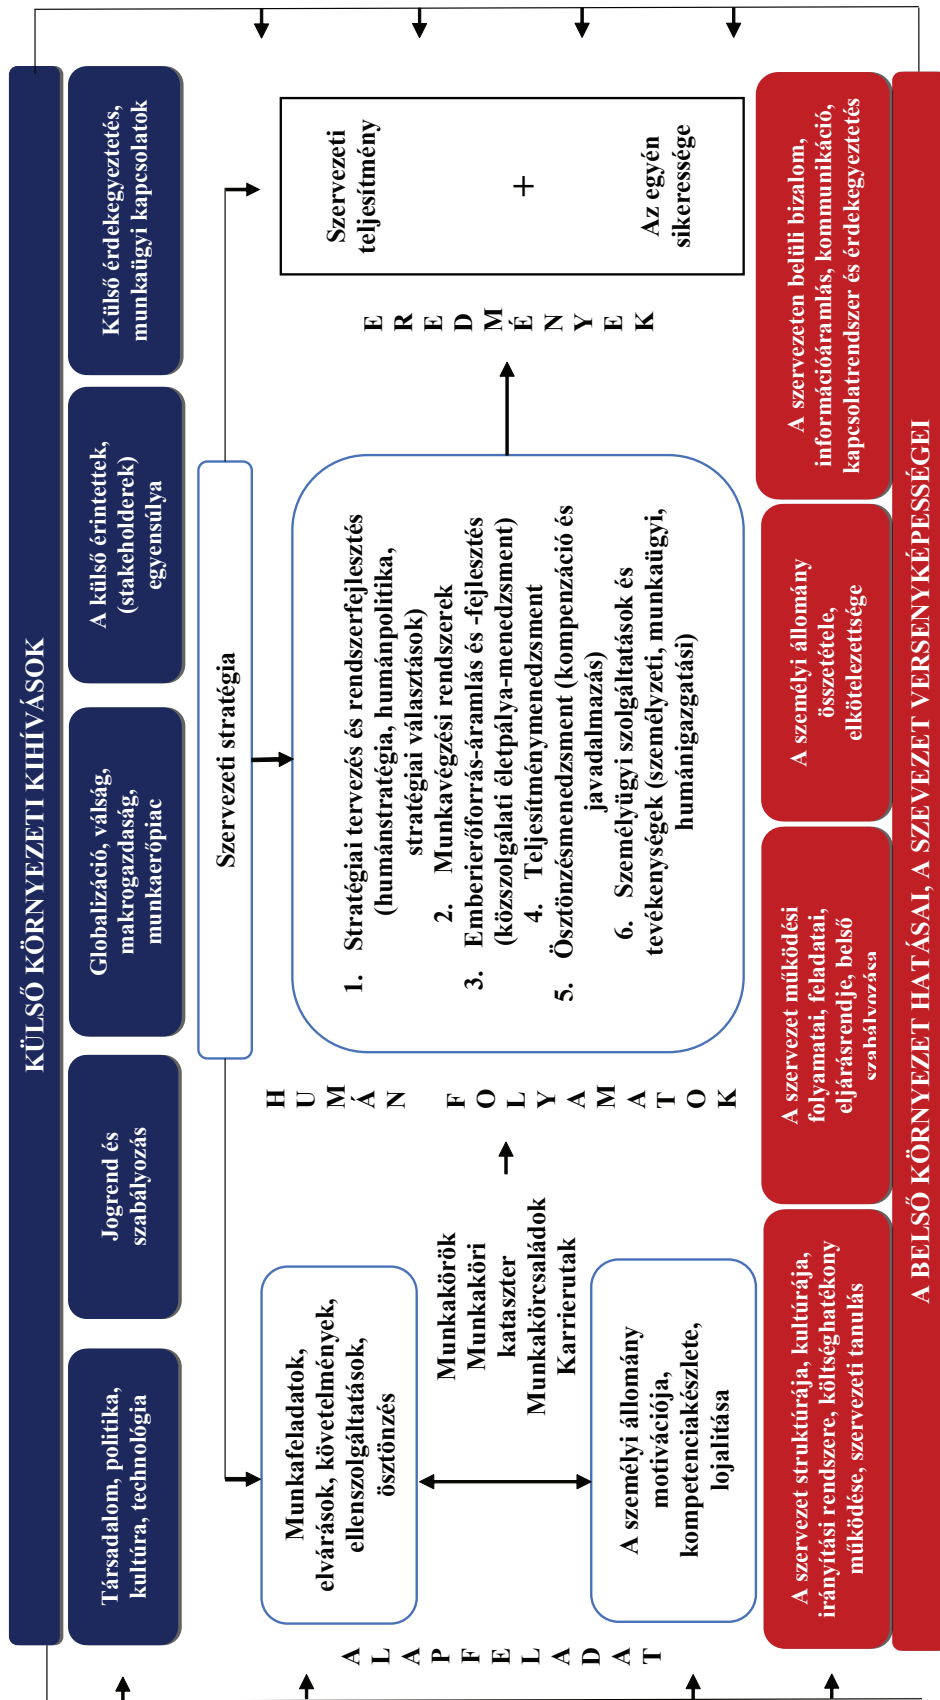 KÜLSŐ KÖRNYEZETI KIHÍVÁSOK
Társadalom, politika,
kultúra, technológia
Jogrend és
szabályozás
Globalizáció, válság,
makrogazdaság,
munkaerőpiac
A külső érintettek,
(stakeholderek)
egyensúlya
Külső érdekegyeztetés,
munkaügyi kapcsolatok
Szervezeti stratégia
ALAPFELADAT
Munkafeladatok,
elvárások, követelmények,
ellenszolgáltatások,
ösztönzés
A személyi állomány
motivációja,
kompetenciakészlete,
lojalitása
Munkakörök
Munkaköri
kataszter
Munkakörcsaládok
Karrierutak
HUMÁN FOLYAMATOK
1. Stratégiai tervezés és rendszerfejlesztés
(humánstratégia, humánpolitika,
stratégiai választások)
2. Munkavégzési rendszerek
3. Emberierőforrás-áramlás és -fejlesztés
(közszolgálati életpálya-menedzsment)
4. Teljesítménymenedzsment
5. Ösztönzésmenedzsment (kompenzáció és
javadalmazás)
6. Személyügyi szolgáltatások és
tevékenységek (személyzeti, munkaügyi,
humánigazgatási)
EREDMÉNYEK
Szervezeti
teljesítmény
+
Az egyén
sikeressége
A szervezet struktúrája, kultúrája,
irányítási rendszere, költséghatékony
működése, szervezeti tanulás
A szervezet működési
folyamatai, feladatai,
eljárásrendje, belső
szabályozása
A személyi állomány
összetétele,
elkötelezettsége
A szervezeten belüli bizalom,
információáramlás, kommunikáció,
kapcsolatrendszer és érdekegyeztetés
A BELSŐ KÖRNYEZET HATÁSAI, A SZEVEZET VERSENYKÉPESSÉGEI